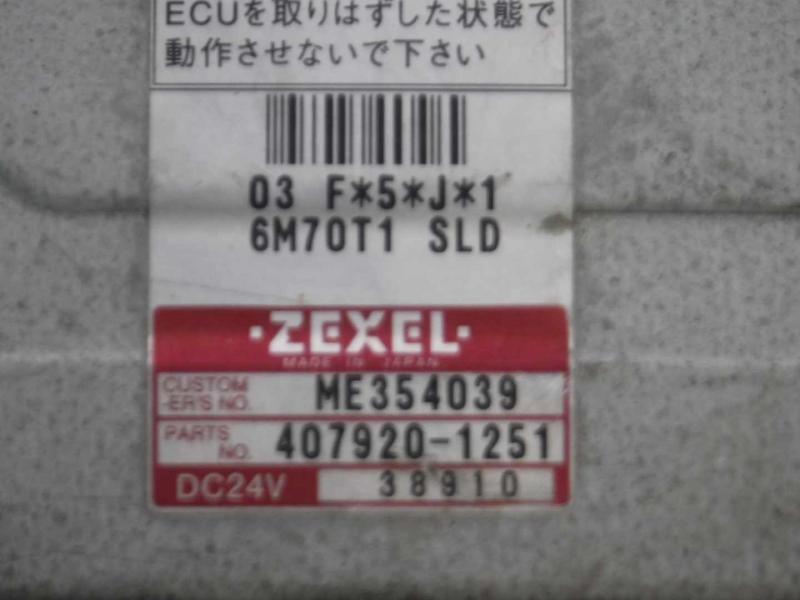 ECUを取りはずした状態で
動作させないで下さい
03 F*5*J*1
6M70T1 SLD
·ZEXEL·
MADE IN JAPAN
CUSTOM
-ER'S NO. ME354039
PARTS
NO. 407920-1251
DC24V 38910